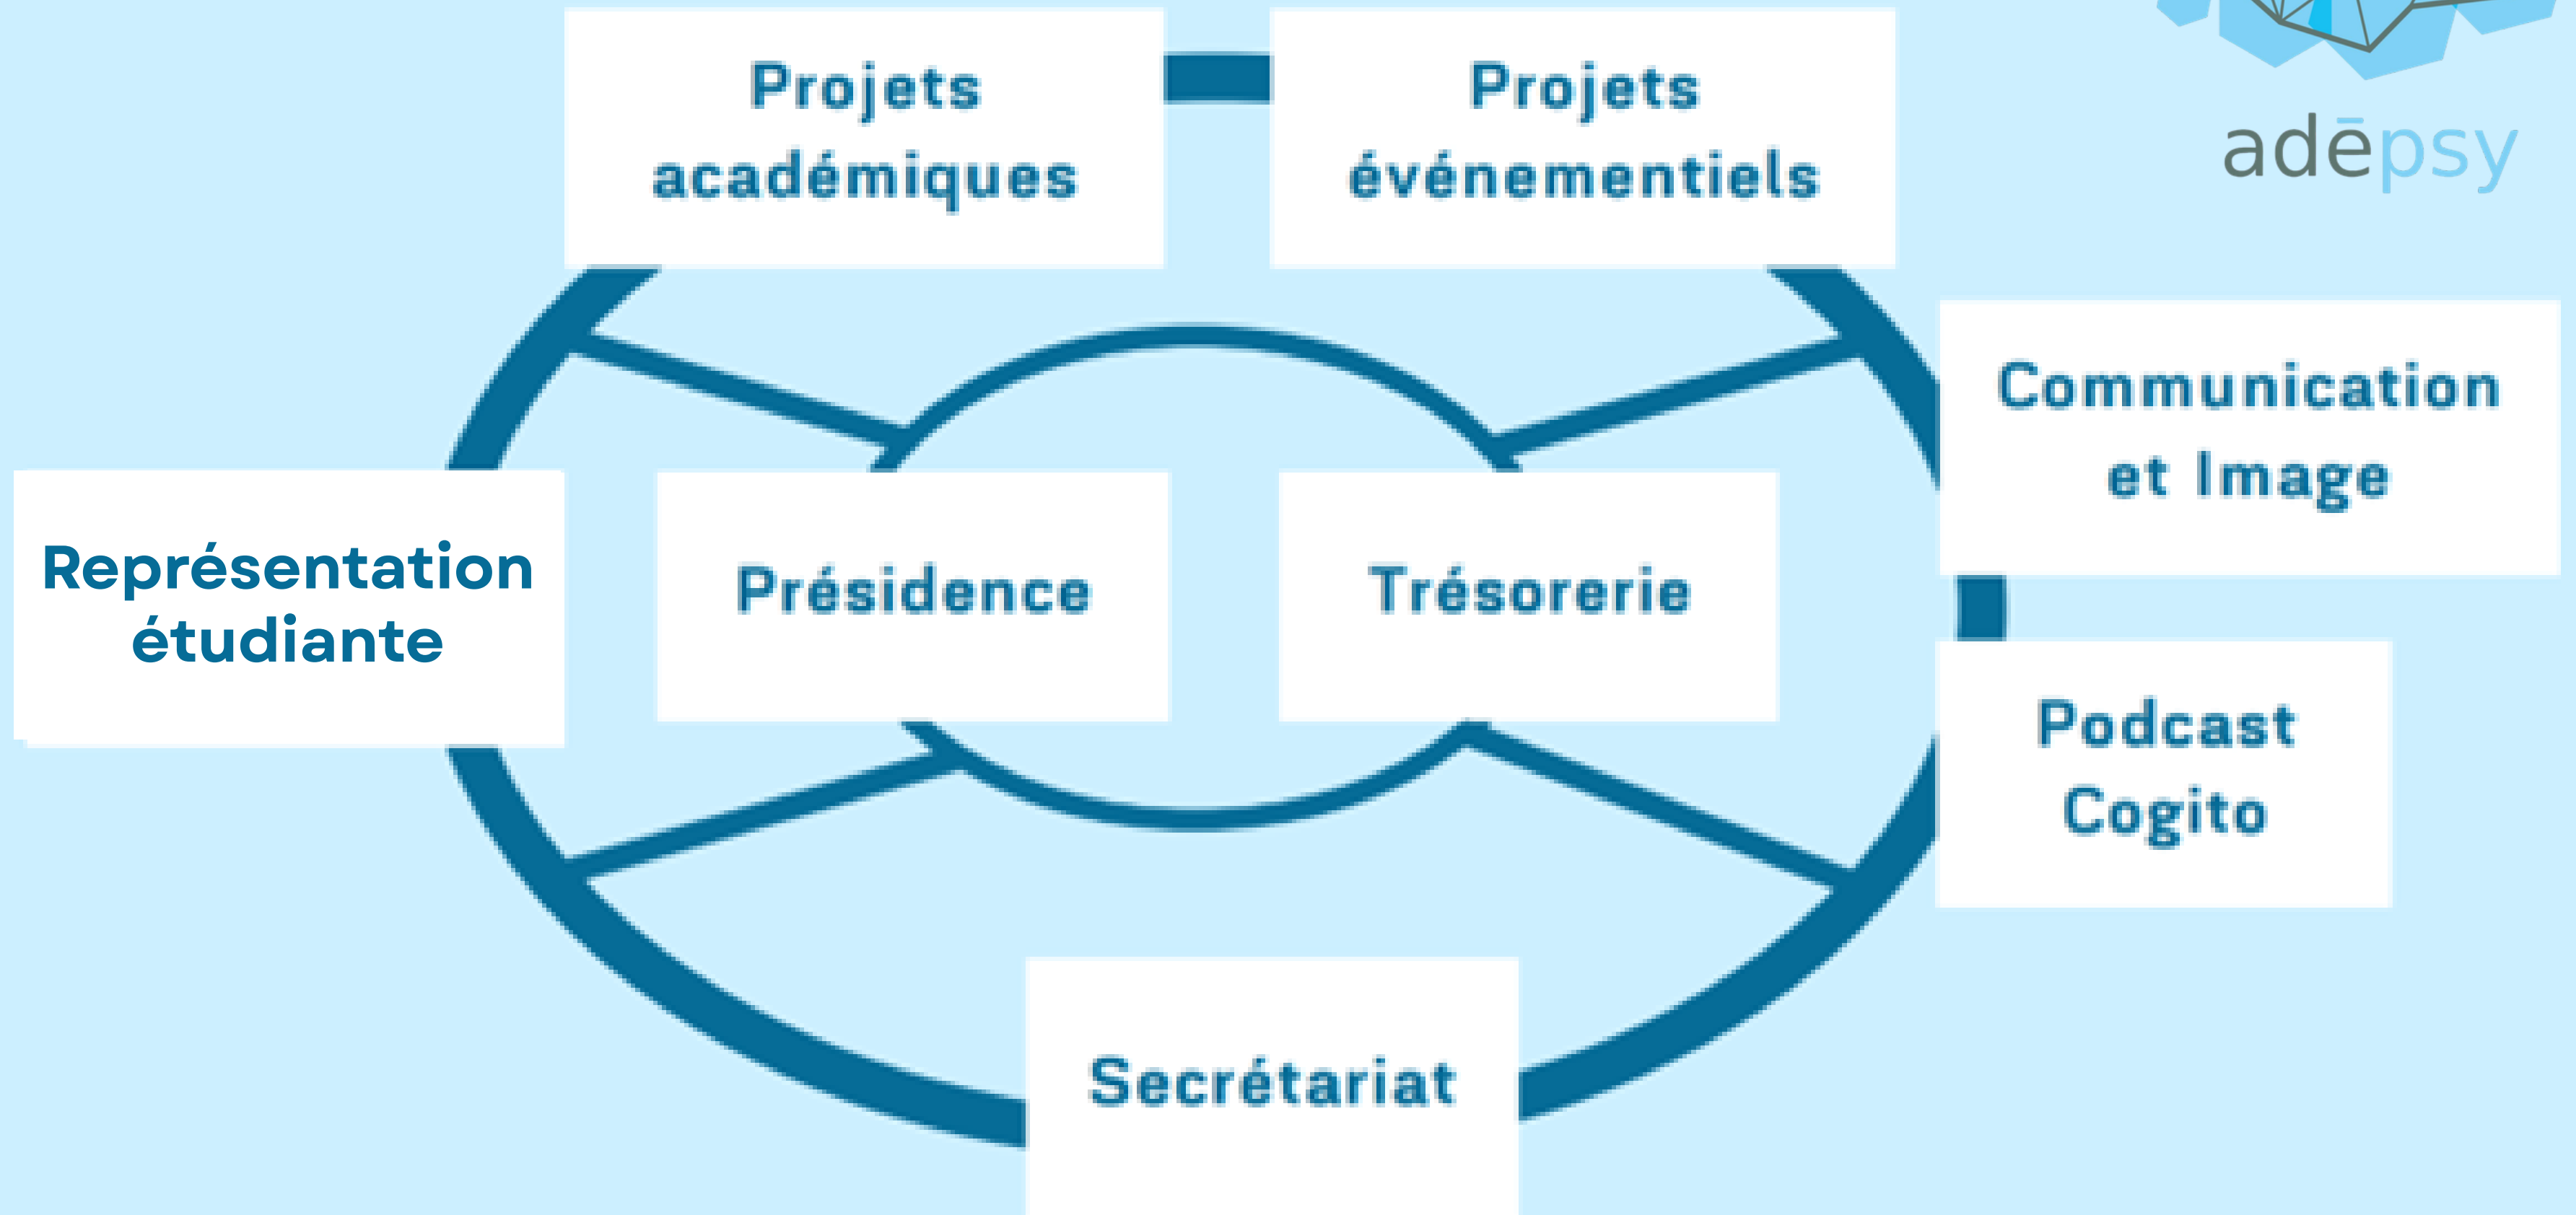 Projets
académiques
Projets
événementiels
adēpsy
Communication
et Image
Représentation
étudiante
Présidence
Trésorerie
Podcast
Cogito
Secrétariat